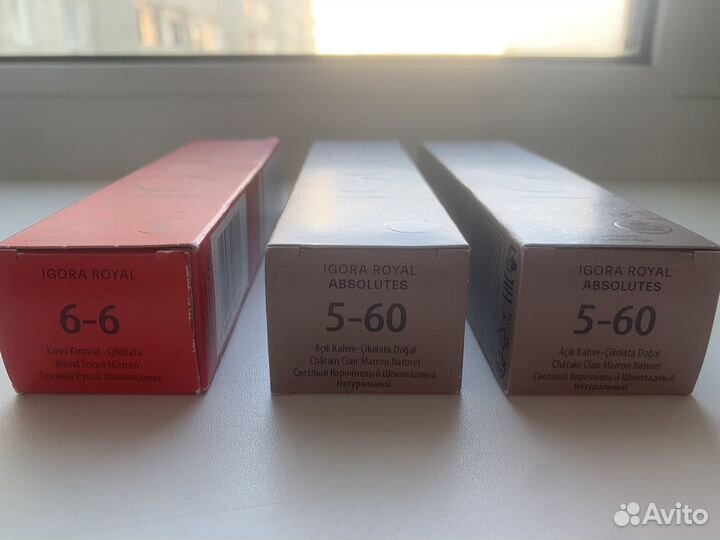 IGORA ROYAL
6-6
Koyu Kumral - Çikolata
Blond Foncé Marron
Тёмный Русый Шоколадный
IGORA ROYAL
ABSOLUTES
5-60
Açık Kahve-Çikolata Doğal
Châtain Clair Marron Naturel
Светлый Коричневый Шоколадный
Натуральный
IGORA ROYAL
ABSOLUTES
5-60
Açık Kahve-Çikolata Doğal
Châtain Clair Marron Naturel
Светлый Коричневый Шоколадный
Натуральный
EAC
Avito